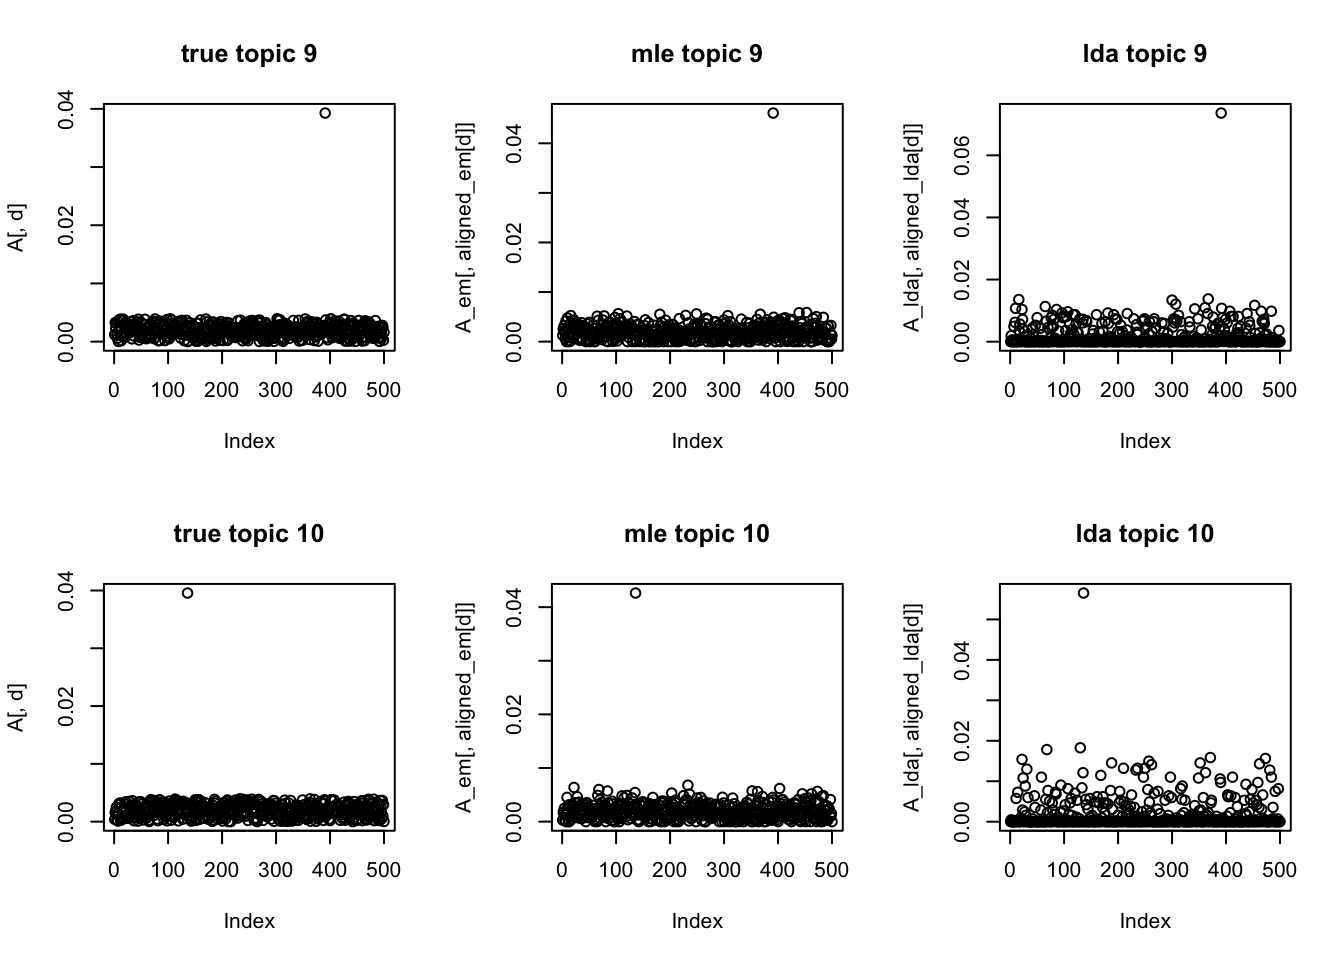 true topic 9
mle topic 9
lda topic 9
A[, d]
0.00 0.02 0.04
0 100 200 300 400 500
Index
A_em[, aligned_em[d]]
0.00 0.02 0.04
0 100 200 300 400 500
Index
A_lda[, aligned_lda[d]]
0.00 0.02 0.04 0.06
0 100 200 300 400 500
Index
true topic 10
mle topic 10
lda topic 10
A[, d]
0.00 0.02 0.04
0 100 200 300 400 500
Index
A_em[, aligned_em[d]]
0.00 0.02 0.04
0 100 200 300 400 500
Index
A_lda[, aligned_lda[d]]
0.00 0.02 0.04
0 100 200 300 400 500
Index